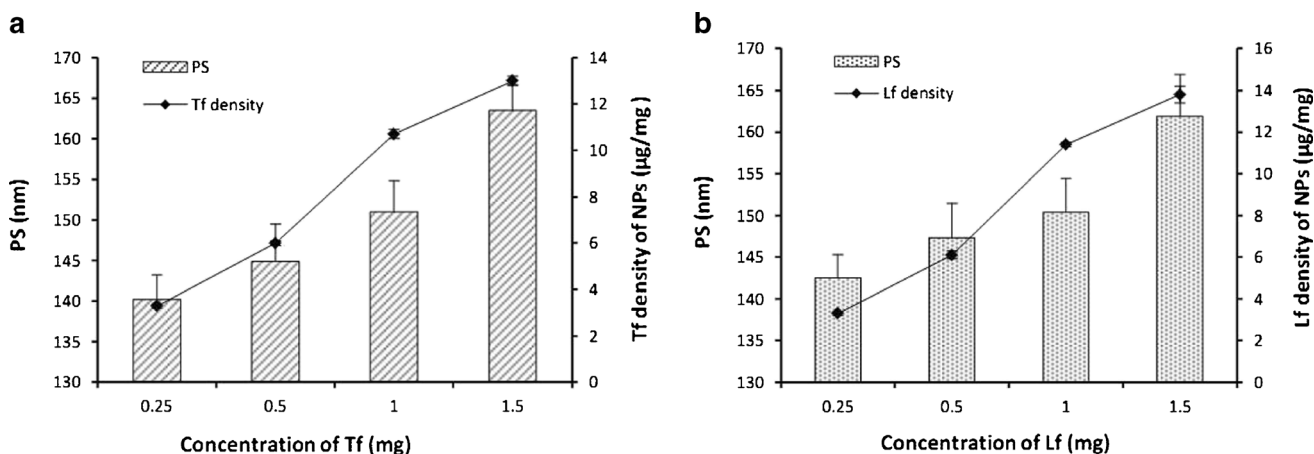 a
170
165
160
155
150
145
140
135
130
PS (nm)
PS
Tf density
14
12
10
8
6
4
2
0
Tf density of NPs (µg/mg )
0.25 0.5 1 1.5
Concentration of Tf (mg)
b
170
165
160
155
150
145
140
135
130
PS (nm)
PS
Lf density
16
14
12
10
8
6
4
2
0
Lf density of NPs (µg/mg)
0.25 0.5 1 1.5
Concentration of Lf (mg)